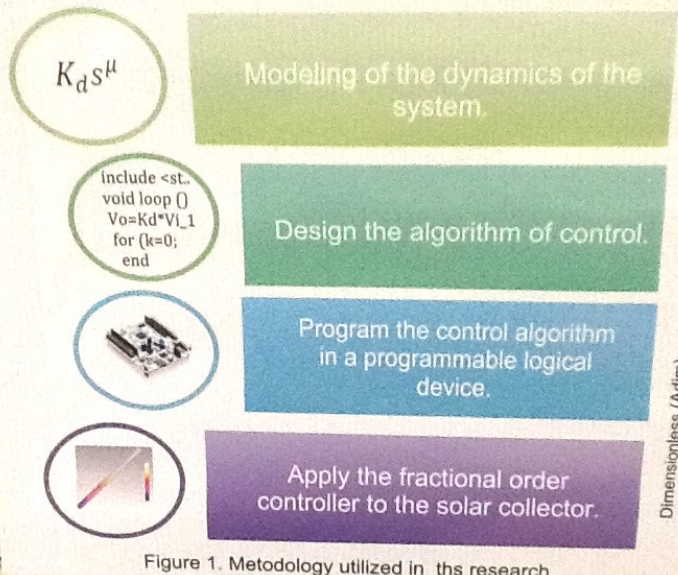 K_d s^μ
Modeling of the dynamics of the
system.
include <st..
void loop ()
Vo=Kd*Vi_1
for (k=0;
end
Design the algorithm of control.
Program the control algorithm
in a programmable logical
device.
Apply the fractional order
controller to the solar collector.
Dimensionless (Adim)
Figure 1. Metodology utilized in ths research